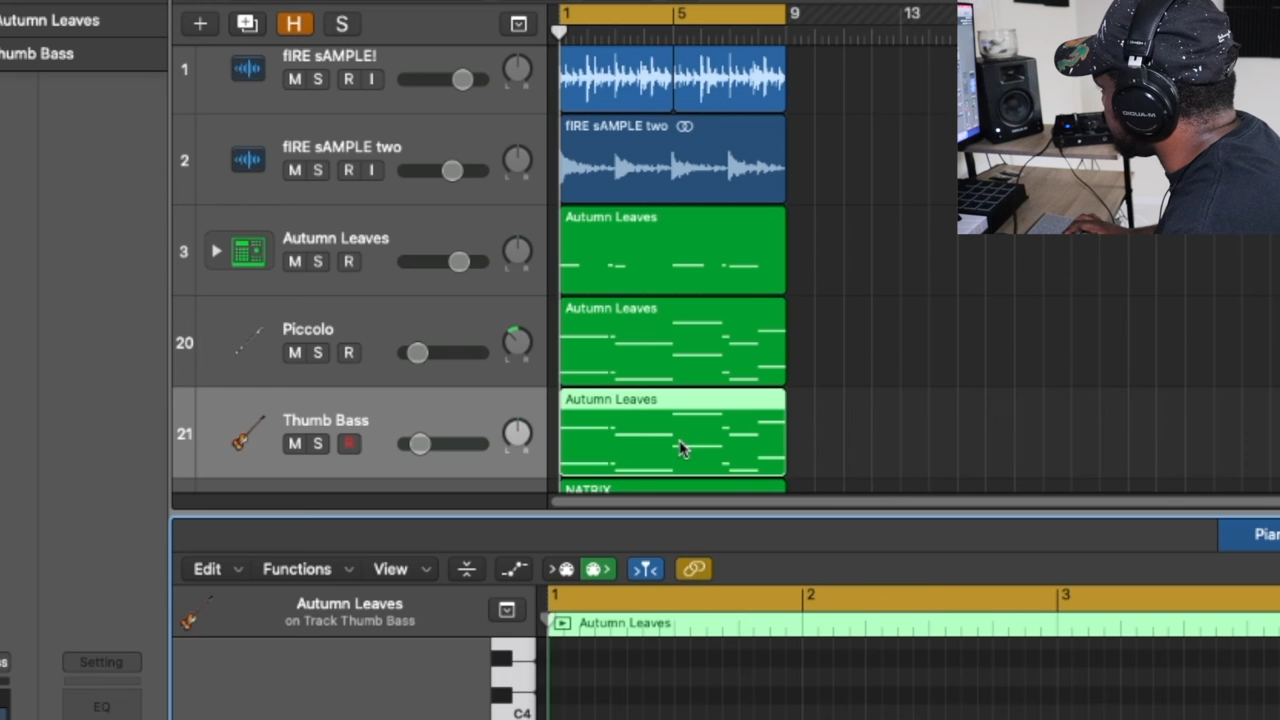 Autumn Leaves
humb Bass
+ H S
1 5 9 13
1
fIRE sAMPLE!
M S R I
L R
2
fIRE sAMPLE two
M S R I
L R
fIRE sAMPLE two
3
Autumn Leaves
M S R
L R
Autumn Leaves
20
Piccolo
M S R
L R
Autumn Leaves
21
Thumb Bass
M S R
L R
Autumn Leaves
NATRIX
Pia
Edit Functions View
1 2 3
Autumn Leaves
on Track Thumb Bass
Autumn Leaves
C4
s
Setting
EQ